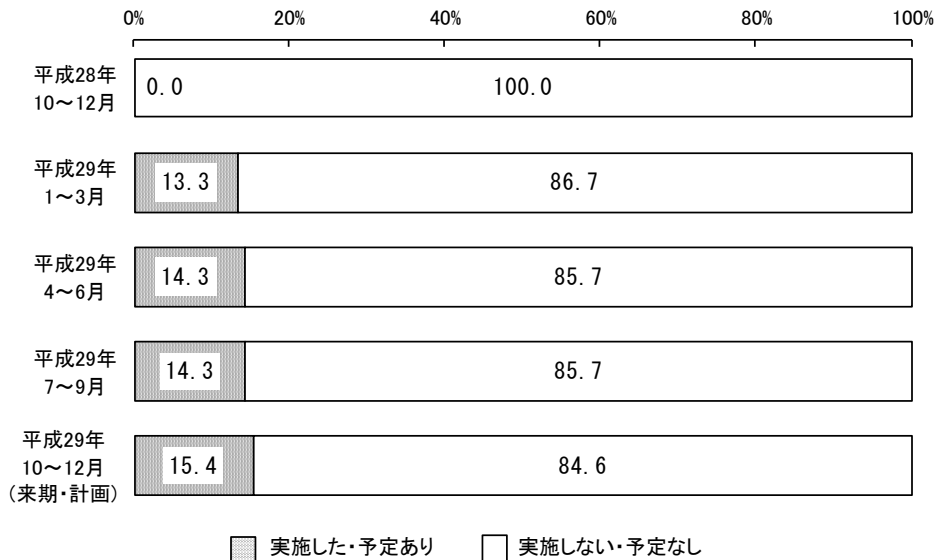 0% 20% 40% 60% 80% 100%
平成28年
10～12月
0.0 100.0
平成29年
1～3月
13.3 86.7
平成29年
4～6月
14.3 85.7
平成29年
7～9月
14.3 85.7
平成29年
10～12月
(来期・計画)
15.4 84.6
実施した・予定あり 実施しない・予定なし